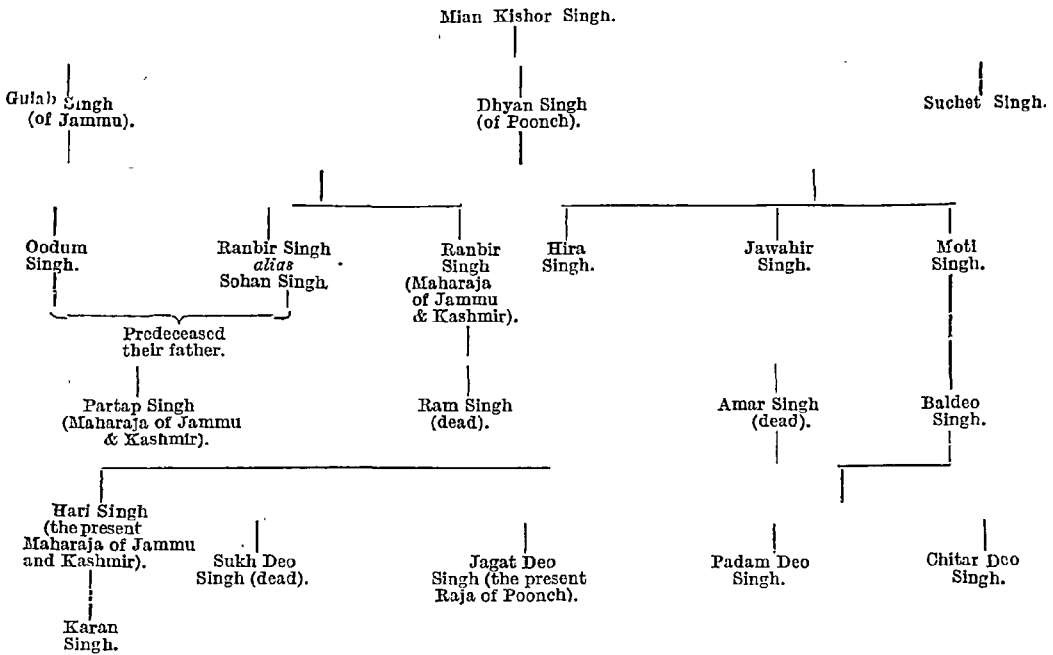 Mian Kishor Singh.
Gulab Singh
(of Jammu).
Dhyan Singh
(of Poonch).
Suchet Singh.
Oodum
Singh.
Ranbir Singh
alias
Sohan Singh.
Ranbir
Singh
(Maharaja
of Jammu
& Kashmir).
Hira
Singh.
Jawahir
Singh.
Moti
Singh.
Predeceased
their father.
Partap Singh
(Maharaja of Jammu
& Kashmir).
Ram Singh
(dead).
Amar Singh
(dead).
Baldeo
Singh.
Hari Singh
(the present
Maharaja of Jammu
and Kashmir).
Sukh Deo
Singh (dead).
Jagat Deo
Singh (the present
Raja of Poonch).
Padam Deo
Singh.
Chitar Deo
Singh.
Karan
Singh.